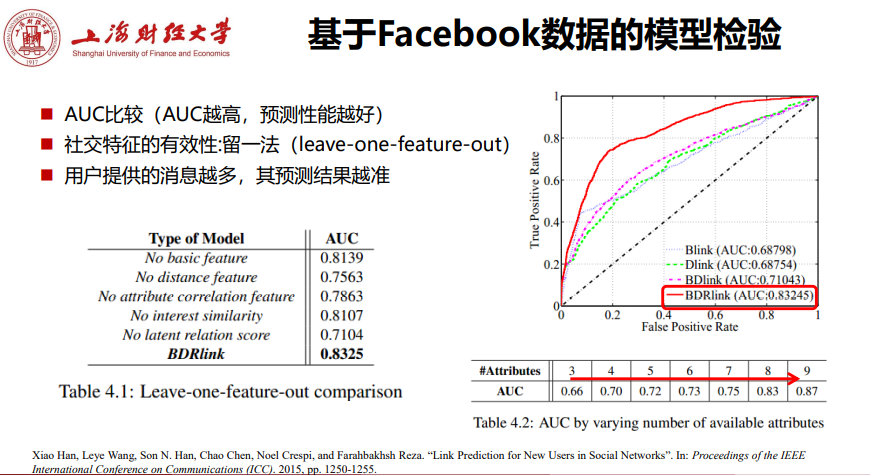 上海财经大学
Shanghai University of Finance and Economics
基于Facebook数据的模型检验
AUC比较（AUC越高，预测性能越好）
社交特征的有效性:留一法（leave-one-feature-out）
用户提供的消息越多，其预测结果越准
Type of Model AUC
No basic feature 0.8139
No distance feature 0.7563
No attribute correlation feature 0.7863
No interest similarity 0.8107
No latent relation score 0.7104
BDRlink 0.8325
Table 4.1: Leave-one-feature-out comparison
True Positive Rate
1
0.8
0.6
0.4
0.2
0
Blink (AUC:0.68798)
Dlink (AUC:0.68754)
BDlink (AUC:0.71043)
BDRlink (AUC:0.83245)
0 0.2 0.4 0.6 0.8 1
False Positive Rate
#Attributes 3 4 5 6 7 8 9
AUC 0.66 0.70 0.72 0.73 0.75 0.83 0.87
Table 4.2: AUC by varying number of available attributes
Xiao Han, Leye Wang, Son N. Han, Chao Chen, Noel Crespi, and Farahbakhsh Reza. “Link Prediction for New Users in Social Networks”. In: Proceedings of the IEEE
International Conference on Communications (ICC). 2015, pp. 1250-1255.